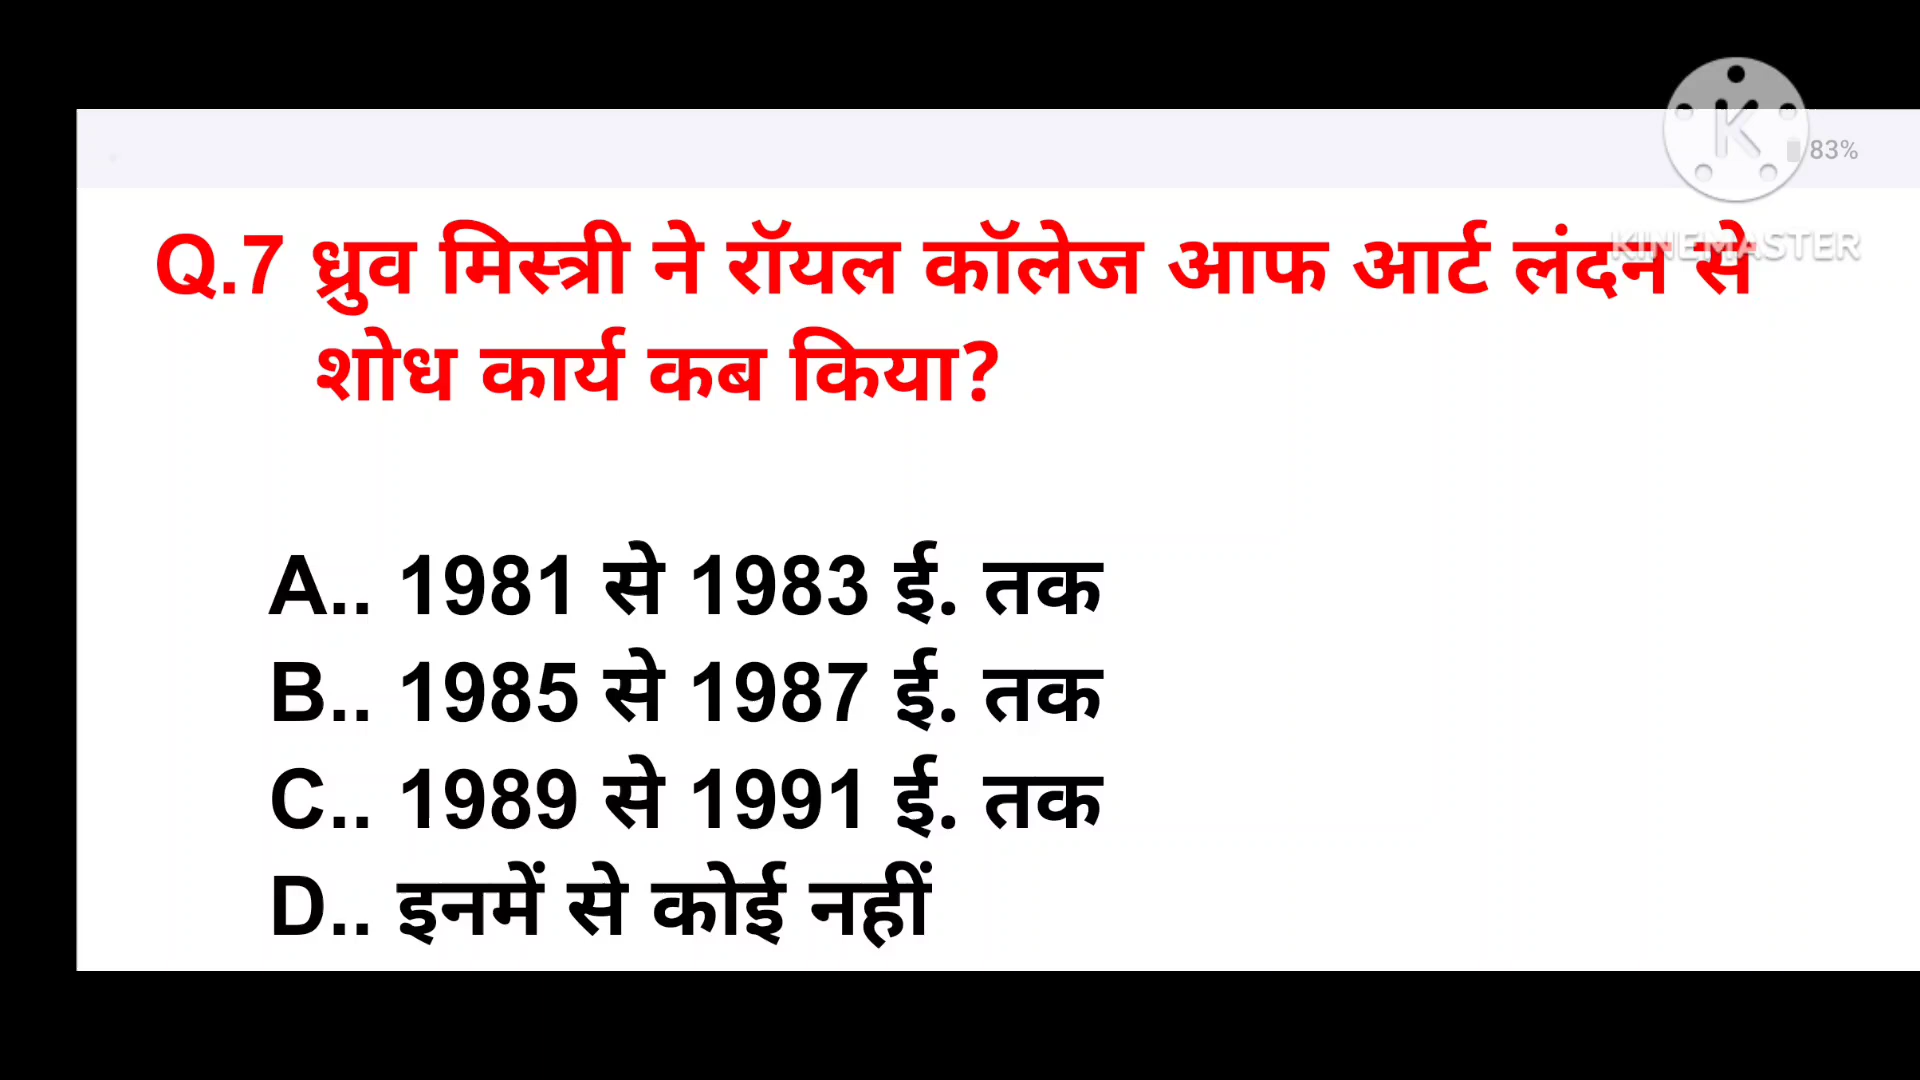 83%
KINEMASTER
Q.7 ध्रुव मिस्त्री ने रॉयल कॉलेज आफ आर्ट लंदन से
शोध कार्य कब किया?
A.. 1981 से 1983 ई. तक
B.. 1985 से 1987 ई. तक
C.. 1989 से 1991 ई. तक
D.. इनमें से कोई नहीं